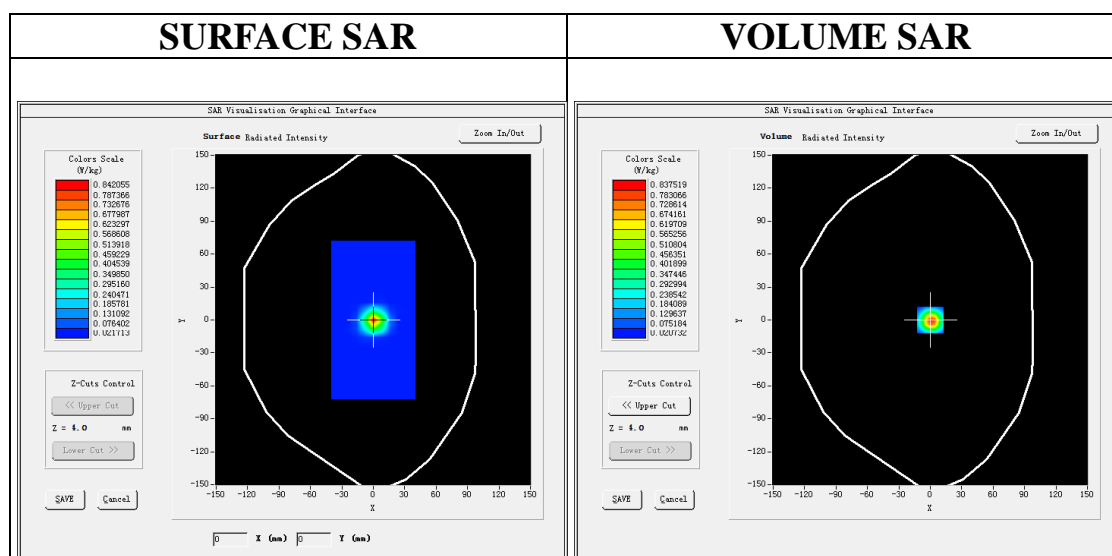 SURFACE SAR
VOLUME SAR
SAR Visualisation Graphical Interface
Surface Radiated Intensity
Zoom In/Out
Colors Scale
(W/kg)
0.842055
0.787366
0.732676
0.677987
0.623297
0.568608
0.513918
0.459229
0.404539
0.349850
0.295160
0.240471
0.185781
0.131092
0.076402
0.021713
150
120
90
60
30
0
-30
-60
-90
-120
-150
Y
-150 -120 -90 -60 -30 0 30 60 90 120 150
X
Z-Cuts Control
<< Upper Cut
Z = 4.0 mm
Lower Cut >>
SAVE Cancel
0 X (mm) 0 Y (mm)
SAR Visualisation Graphical Interface
Volume Radiated Intensity
Zoom In/Out
Colors Scale
(W/kg)
0.837519
0.783066
0.728614
0.674161
0.619709
0.565256
0.510804
0.456351
0.401899
0.347446
0.292994
0.238542
0.184089
0.129637
0.075184
0.020732
150
120
90
60
30
0
-30
-60
-90
-120
-150
Y
-150 -120 -90 -60 -30 0 30 60 90 120 150
X
Z-Cuts Control
<< Upper Cut
Z = 4.0 mm
Lower Cut >>
SAVE Cancel